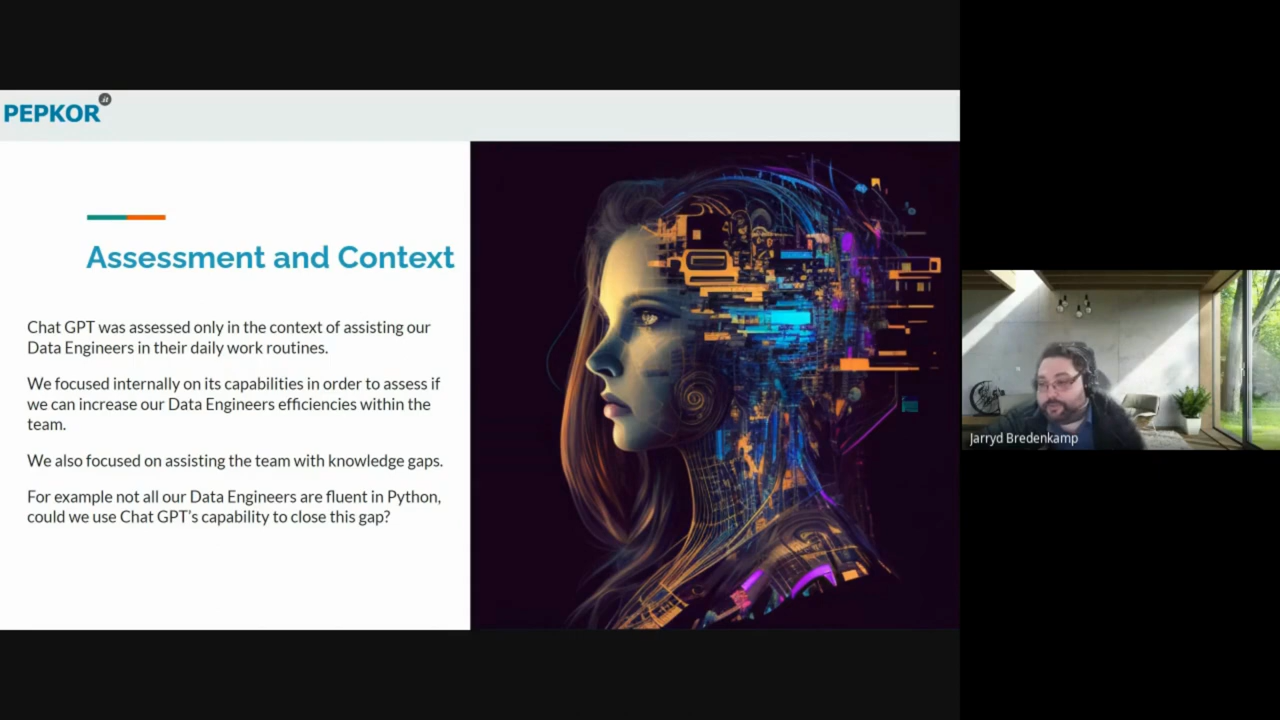 PEPKOR it
Assessment and Context
Chat GPT was assessed only in the context of assisting our
Data Engineers in their daily work routines.
We focused internally on its capabilities in order to assess if
we can increase our Data Engineers efficiencies within the
team.
We also focused on assisting the team with knowledge gaps.
For example not all our Data Engineers are fluent in Python,
could we use Chat GPT's capability to close this gap?
Jarryd Bredenkamp